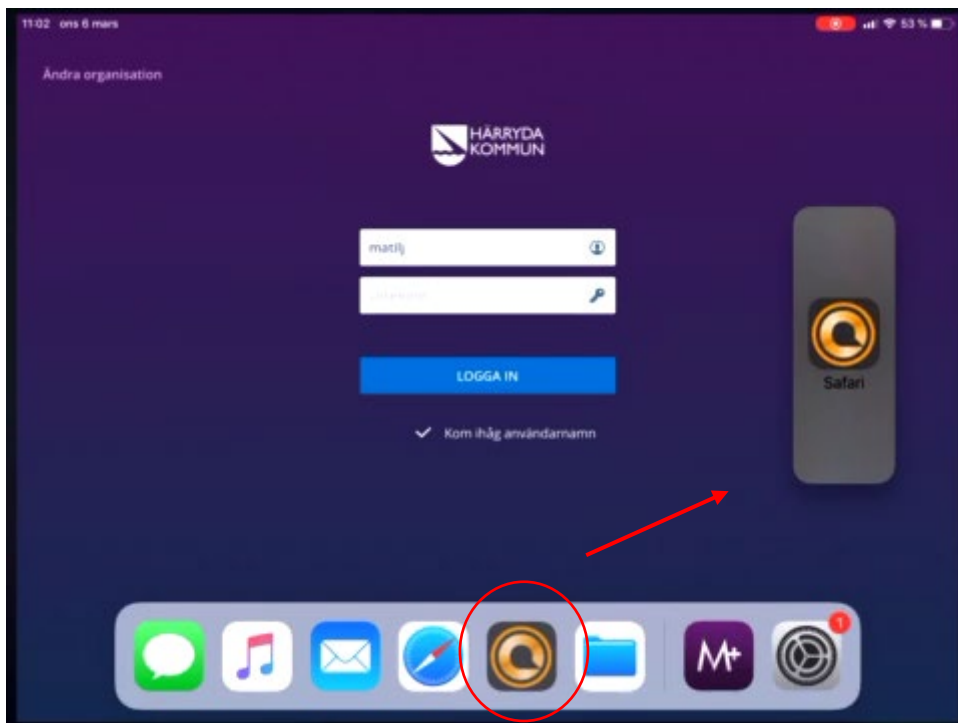 11:02 ons 6 mars
53 %
Ändra organisation
HÄRRYDA
KOMMUN
matilj
LOGGA IN
Kom ihåg användarnamn
Safari
M+
1